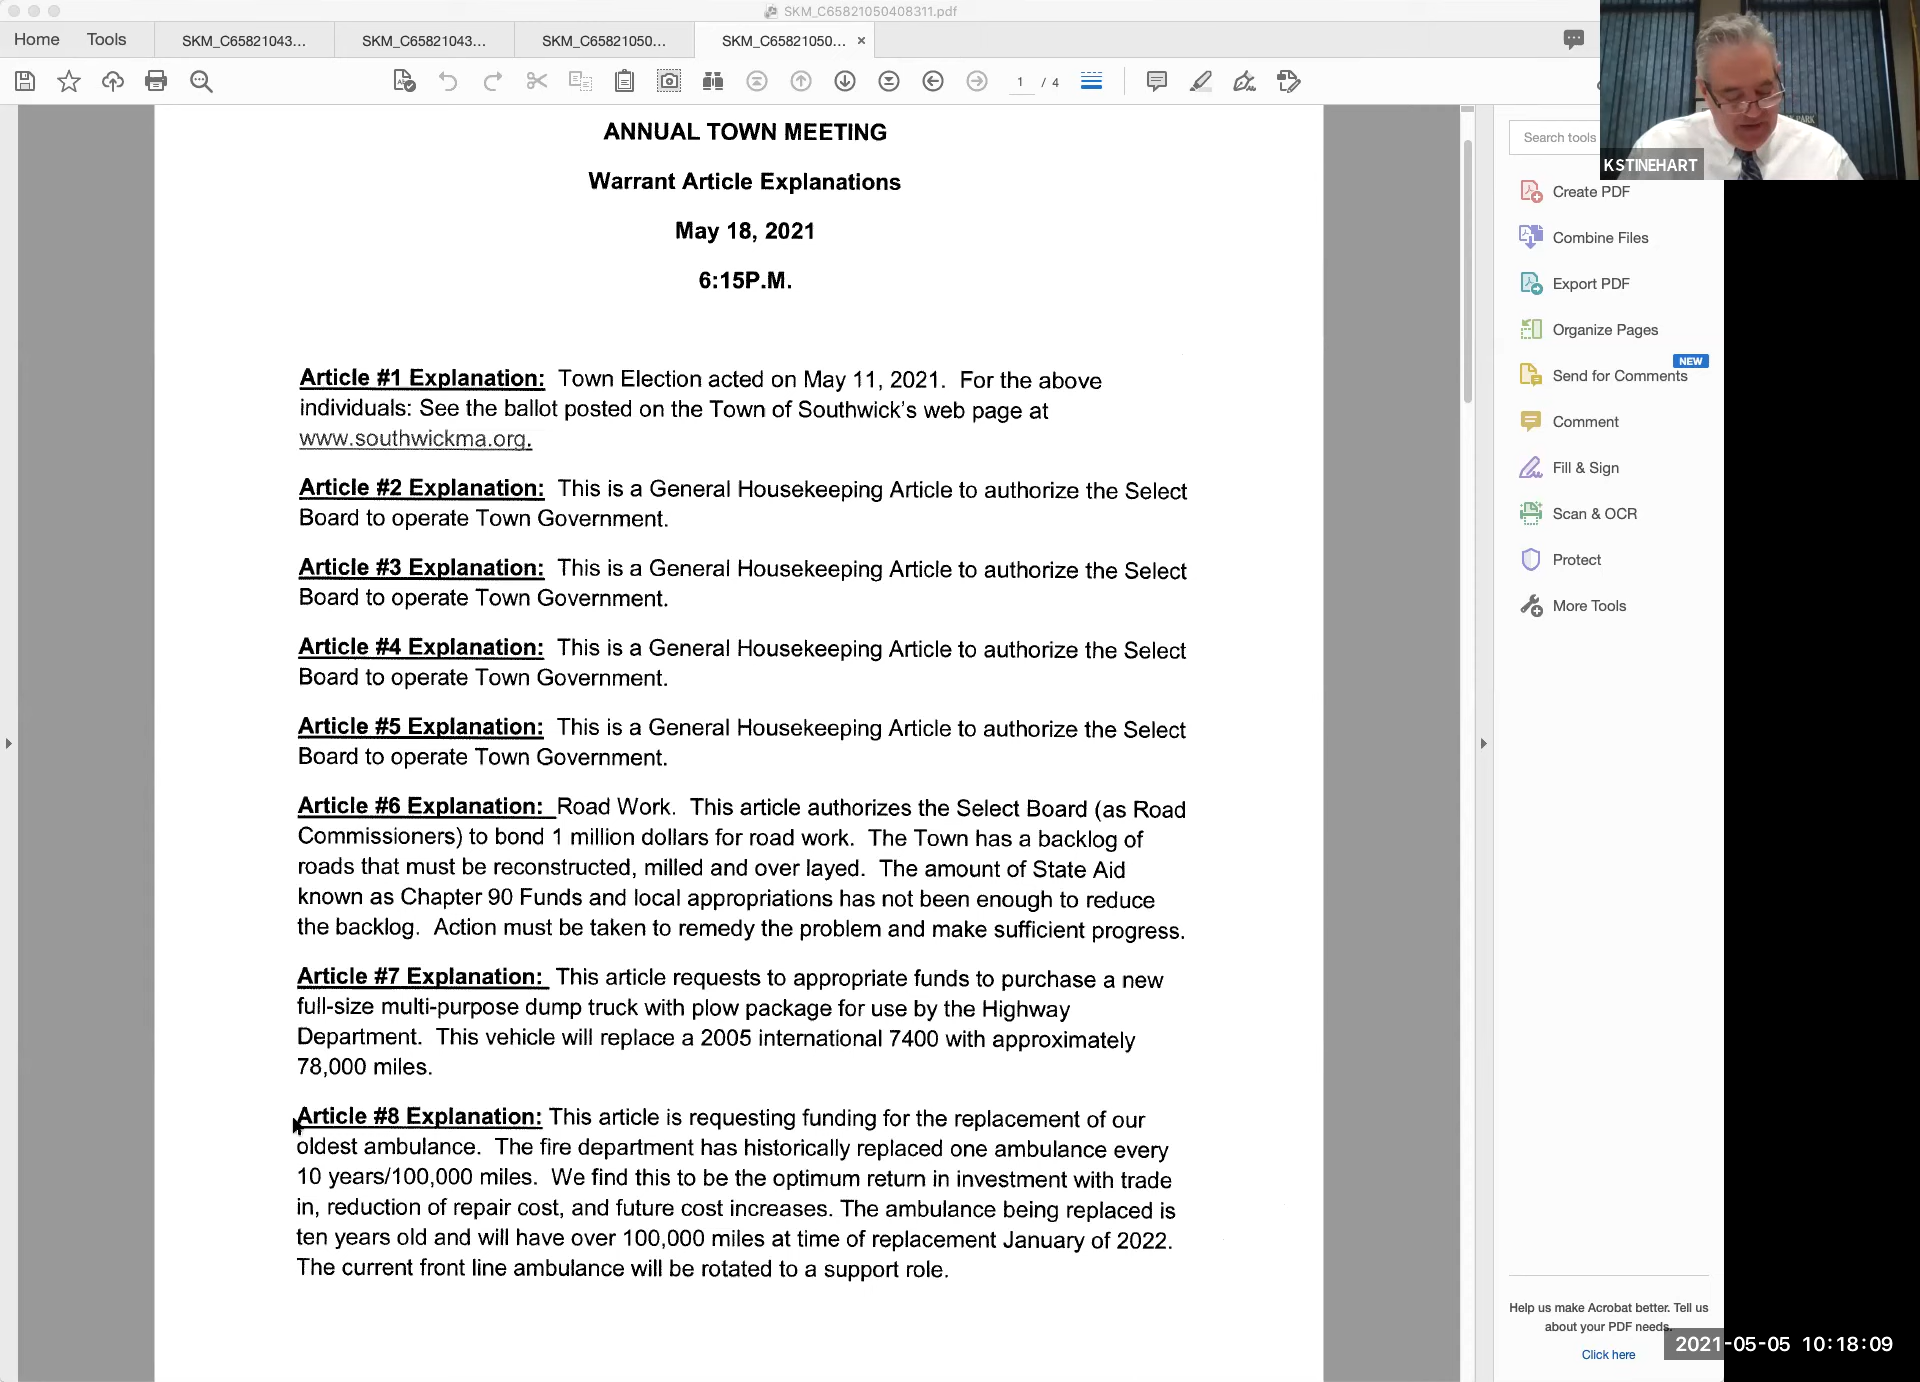 SKM_C65821050408311.pdf
Home Tools SKM_C65821043... SKM_C65821043... SKM_C65821050... SKM_C65821050... ×
1 / 4
ANNUAL TOWN MEETING
Warrant Article Explanations
May 18, 2021
6:15P.M.
Article #1 Explanation: Town Election acted on May 11, 2021. For the above
individuals: See the ballot posted on the Town of Southwick's web page at
www.southwickma.org.
Article #2 Explanation: This is a General Housekeeping Article to authorize the Select
Board to operate Town Government.
Article #3 Explanation: This is a General Housekeeping Article to authorize the Select
Board to operate Town Government.
Article #4 Explanation: This is a General Housekeeping Article to authorize the Select
Board to operate Town Government.
Article #5 Explanation: This is a General Housekeeping Article to authorize the Select
Board to operate Town Government.
Article #6 Explanation: Road Work. This article authorizes the Select Board (as Road
Commissioners) to bond 1 million dollars for road work. The Town has a backlog of
roads that must be reconstructed, milled and over layed. The amount of State Aid
known as Chapter 90 Funds and local appropriations has not been enough to reduce
the backlog. Action must be taken to remedy the problem and make sufficient progress.
Article #7 Explanation: This article requests to appropriate funds to purchase a new
full-size multi-purpose dump truck with plow package for use by the Highway
Department. This vehicle will replace a 2005 international 7400 with approximately
78,000 miles.
Article #8 Explanation: This article is requesting funding for the replacement of our
oldest ambulance. The fire department has historically replaced one ambulance every
10 years/100,000 miles. We find this to be the optimum return in investment with trade
in, reduction of repair cost, and future cost increases. The ambulance being replaced is
ten years old and will have over 100,000 miles at time of replacement January of 2022.
The current front line ambulance will be rotated to a support role.
Search tools
KSTINEHART
PARK
Create PDF
Combine Files
Export PDF
Organize Pages
NEW
Send for Comments
Comment
Fill & Sign
Scan & OCR
Protect
More Tools
Help us make Acrobat better. Tell us
about your PDF needs.
Click here
2021-05-05 10:18:09